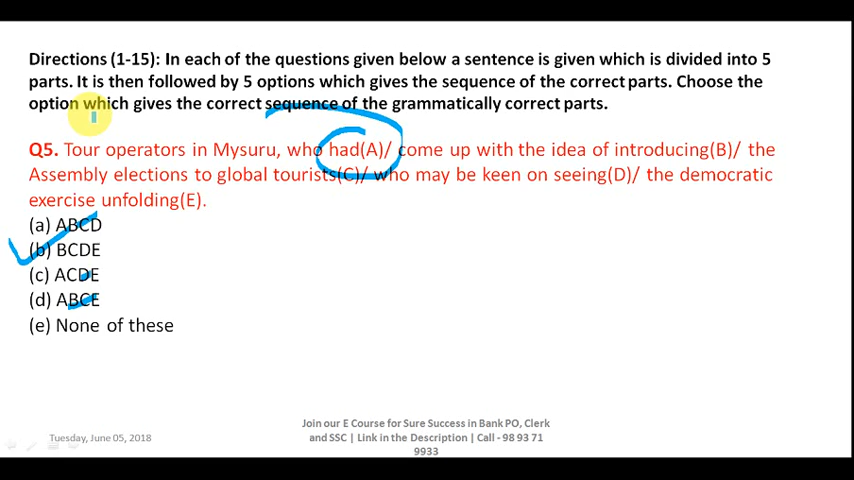 Directions (1-15): In each of the questions given below a sentence is given which is divided into 5
parts. It is then followed by 5 options which gives the sequence of the correct parts. Choose the
option which gives the correct sequence of the grammatically correct parts.
Q5. Tour operators in Mysuru, who had(A)/ come up with the idea of introducing(B)/ the
Assembly elections to global tourists(C)/ who may be keen on seeing(D)/ the democratic
exercise unfolding(E).
(a) ABCD
(b) BCDE
(c) ACDE
(d) ABCE
(e) None of these
Tuesday, June 05, 2018
Join our E Course for Sure Success in Bank PO, Clerk
and SSC | Link in the Description | Call - 98 93 71
9933